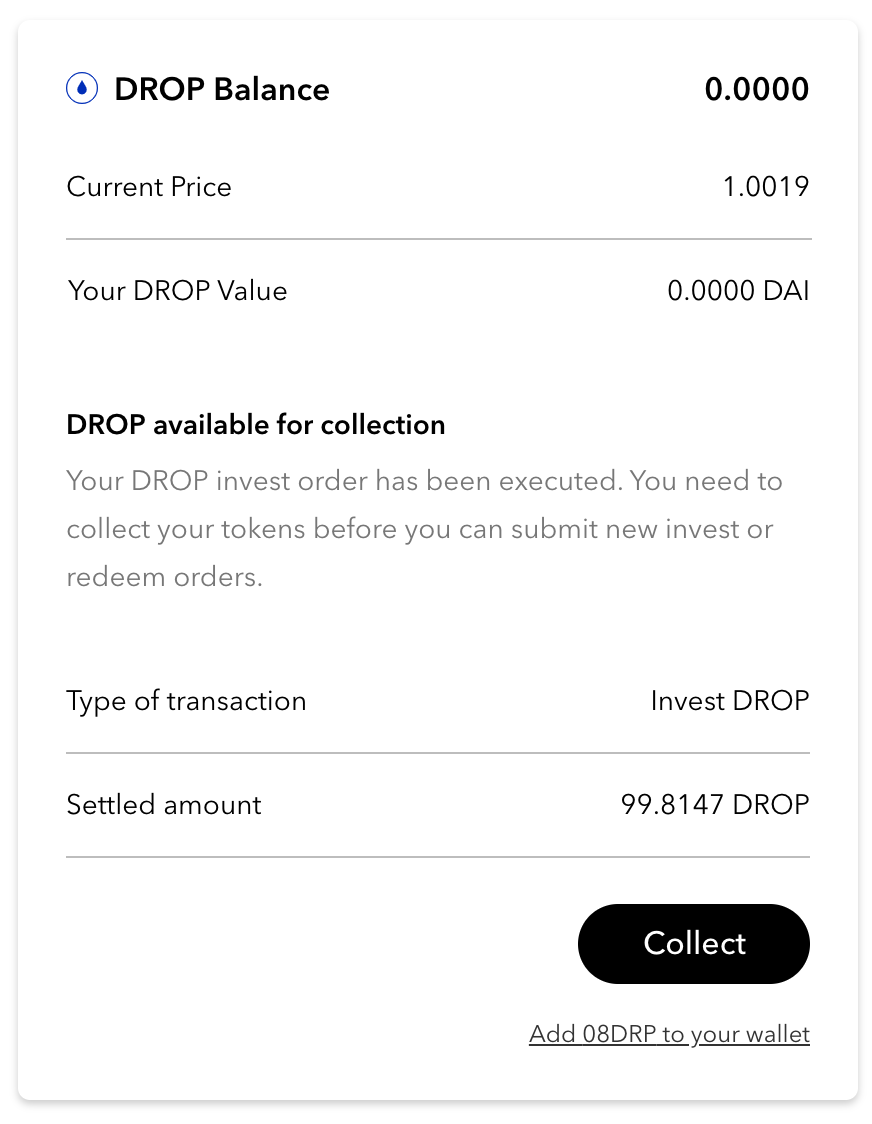 DROP Balance 0.0000
Current Price 1.0019
Your DROP Value 0.0000 DAI
DROP available for collection
Your DROP invest order has been executed. You need to
collect your tokens before you can submit new invest or
redeem orders.
Type of transaction Invest DROP
Settled amount 99.8147 DROP
Collect
Add 08DRP to your wallet